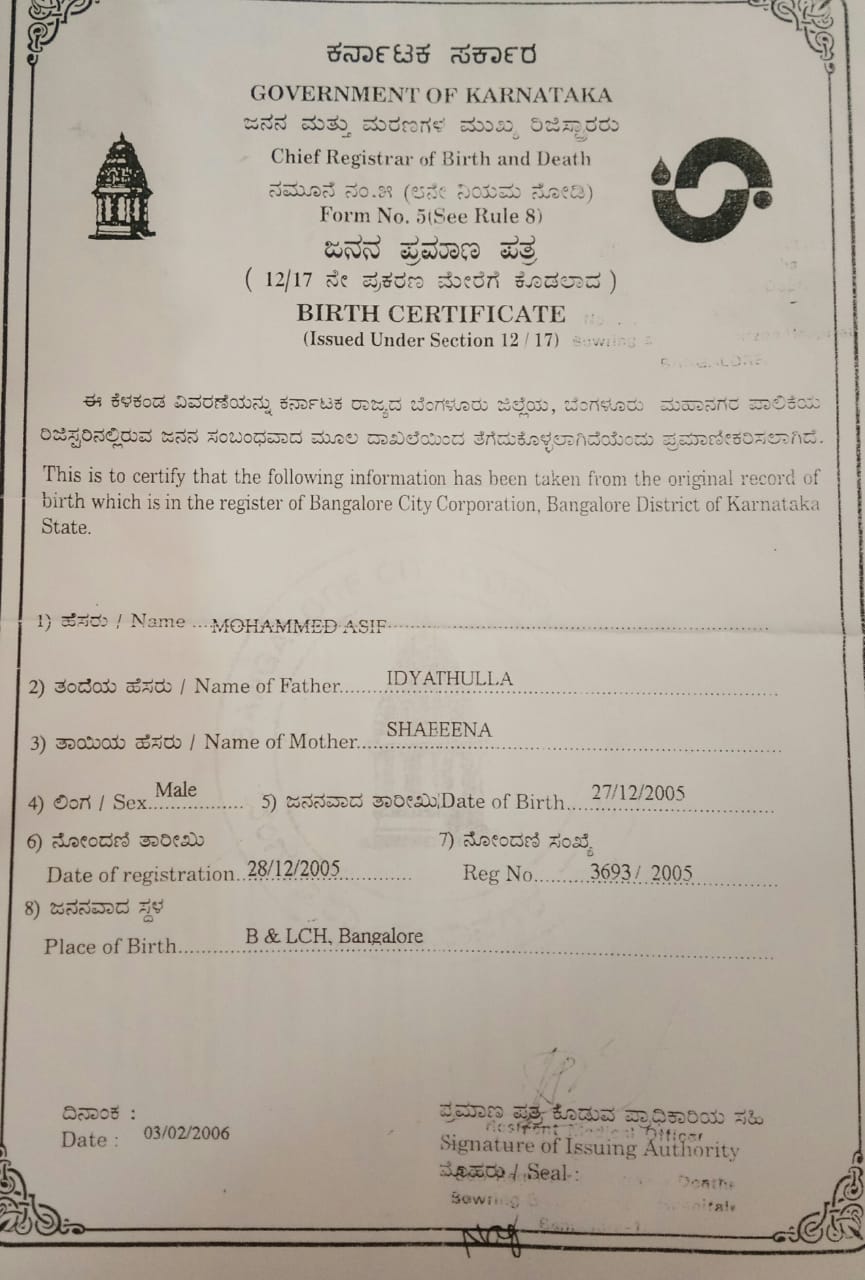 ಕರ್ನಾಟಕ ಸರ್ಕಾರ
GOVERNMENT OF KARNATAKA
ಜನನ ಮತ್ತು ಮರಣಗಳ ಮುಖ್ಯ ರಿಜಿಸ್ಟ್ರಾರರು
Chief Registrar of Birth and Death
ನಮೂನೆ ನಂ.೫ (೮ನೇ ನಿಯಮ ನೋಡಿ)
Form No. 5(See Rule 8)
ಜನನ ಪ್ರಮಾಣ ಪತ್ರ
( 12/17 ನೇ ಪ್ರಕರಣ ಮೇರೆಗೆ ಕೊಡಲಾದ )
BIRTH CERTIFICATE
(Issued Under Section 12 / 17) Bowring &
BANGALORE
ಈ ಕೆಳಕಂಡ ವಿವರಣೆಯನ್ನು ಕರ್ನಾಟಕ ರಾಜ್ಯದ ಬೆಂಗಳೂರು ಜಿಲ್ಲೆಯ, ಬೆಂಗಳೂರು ಮಹಾನಗರ ಪಾಲಿಕೆಯ
ರಿಜಿಸ್ಟರಿನಲ್ಲಿರುವ ಜನನ ಸಂಬಂಧವಾದ ಮೂಲ ದಾಖಲೆಯಿಂದ ತೆಗೆದುಕೊಳ್ಳಲಾಗಿದೆಯೆಂದು ಪ್ರಮಾಣೀಕರಿಸಲಾಗಿದೆ.
This is to certify that the following information has been taken from the original record of
birth which is in the register of Bangalore City Corporation, Bangalore District of Karnataka
State.
1) ಹೆಸರು / Name ... MOHAMMED ASIF
2) ತಂದೆಯ ಹೆಸರು / Name of Father...... IDYATHULLA
3) ತಾಯಿಯ ಹೆಸರು / Name of Mother.... SHABEENA
4) ಲಿಂಗ / Sex.. Male 5) ಜನನವಾದ ತಾರೀಖು/Date of Birth.... 27/12/2005
6) ನೋಂದಣಿ ತಾರೀಖು 7) ನೋಂದಣಿ ಸಂಖ್ಯೆ
Date of registration.. 28/12/2005 Reg No......... 3693 / 2005
8) ಜನನವಾದ ಸ್ಥಳ
Place of Birth........... B & LCH, Bangalore
ದಿನಾಂಕ : ಪ್ರಮಾಣ ಪತ್ರ ಕೊಡುವ ಪ್ರಾಧಿಕಾರಿಯ ಸಹಿ
Resident Medical Officer
Date : 03/02/2006 Signature of Issuing Authority
ಮೊಹರು / Seal : Deaths
Bowring